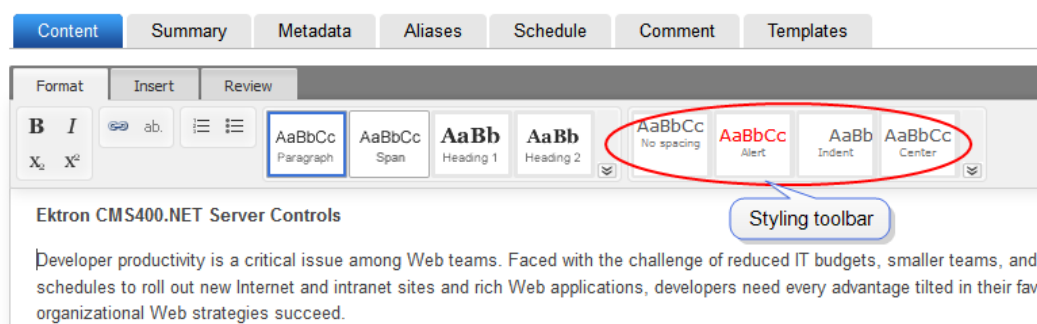 Content Summary Metadata Aliases Schedule Comment Templates
Format Insert Review
B I ab. AaBbCc AaBbCc AaBb AaBb AaBbCc AaBbCc AaBb AaBbCc
X₂ X² Paragraph Span Heading 1 Heading 2 No spacing Alert Indent Center
Styling toolbar
Ektron CMS400.NET Server Controls
Developer productivity is a critical issue among Web teams. Faced with the challenge of reduced IT budgets, smaller teams, and
schedules to roll out new Internet and intranet sites and rich Web applications, developers need every advantage tilted in their fav
organizational Web strategies succeed.